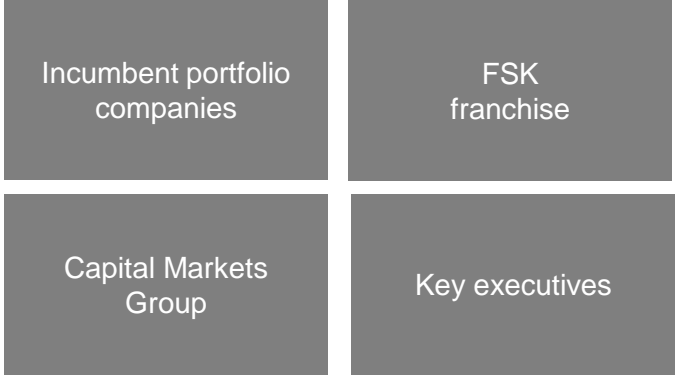 Incumbent portfolio
companies
FSK
franchise
Capital Markets
Group
Key executives